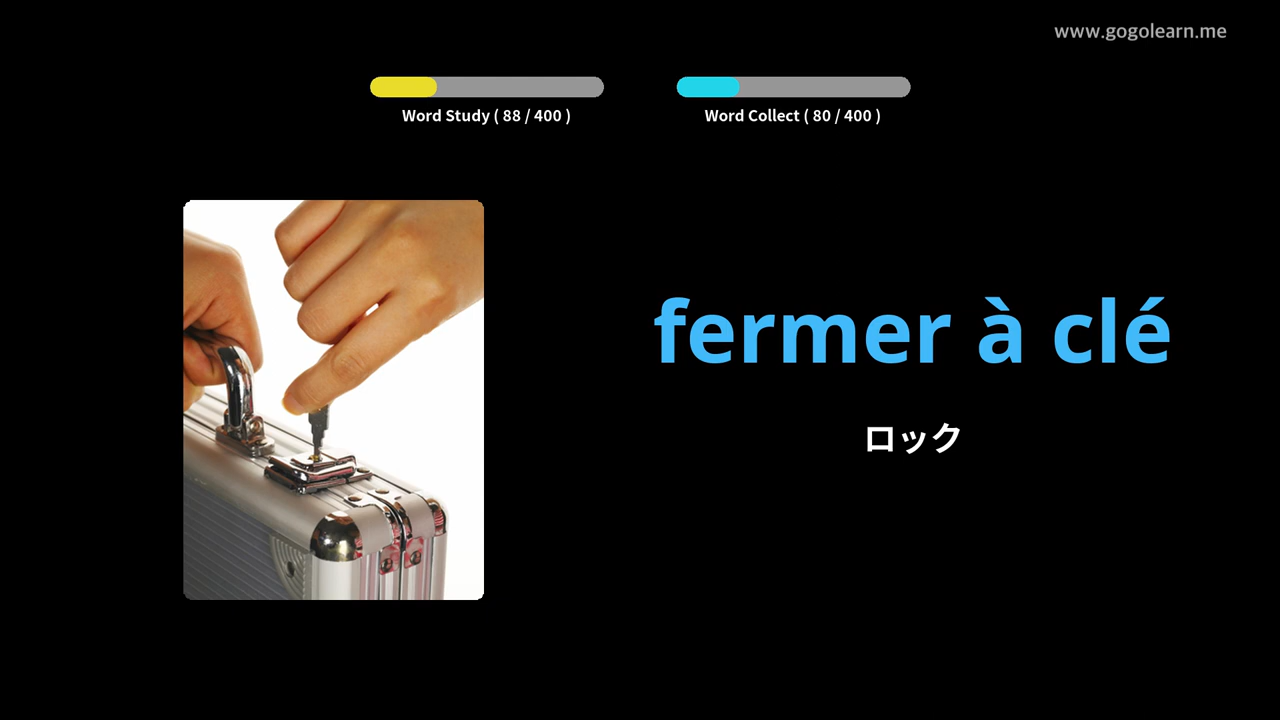 www.gogolearn.me
Word Study ( 88 / 400 )
Word Collect ( 80 / 400 )
fermer à clé
ロック